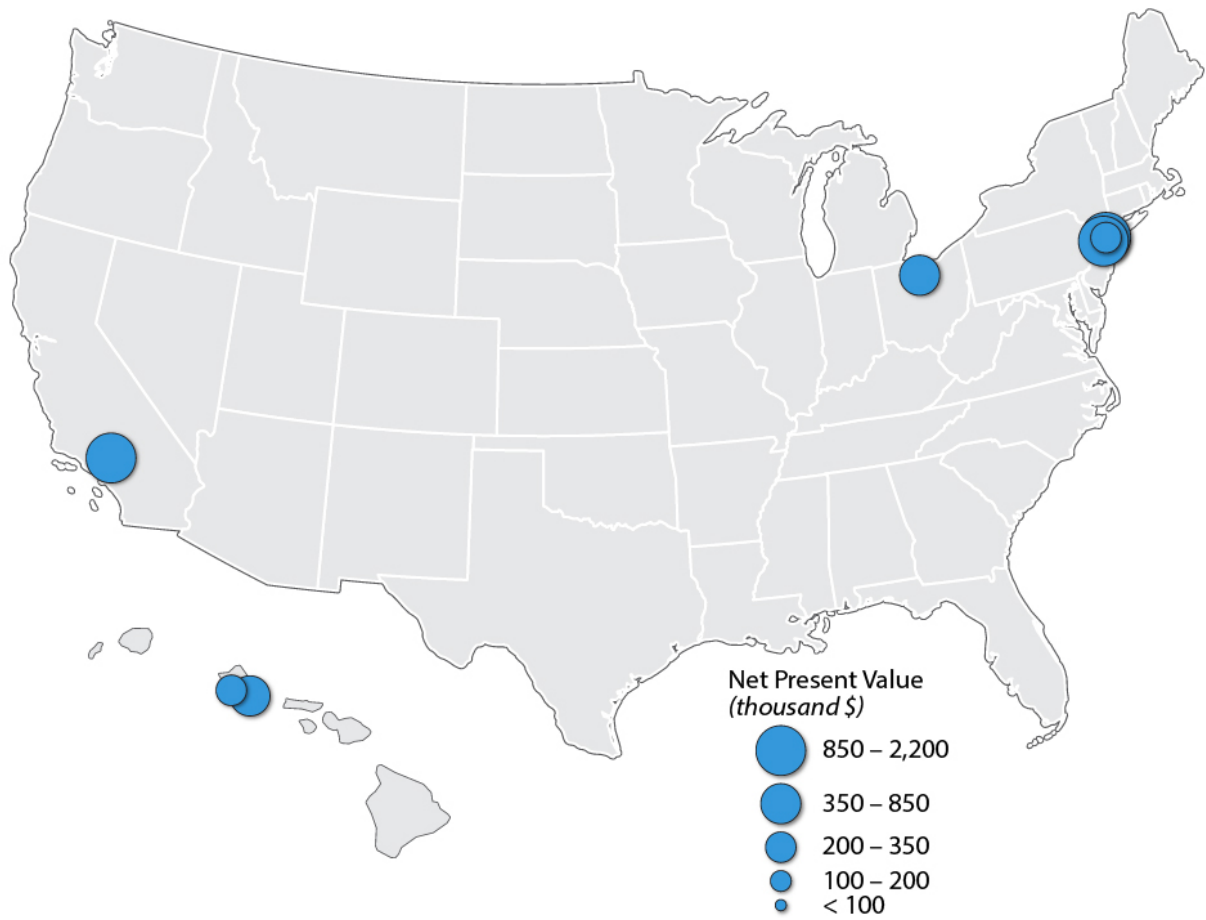 Net Present Value
(thousand $)
850 – 2,200
350 – 850
200 – 350
100 – 200
< 100